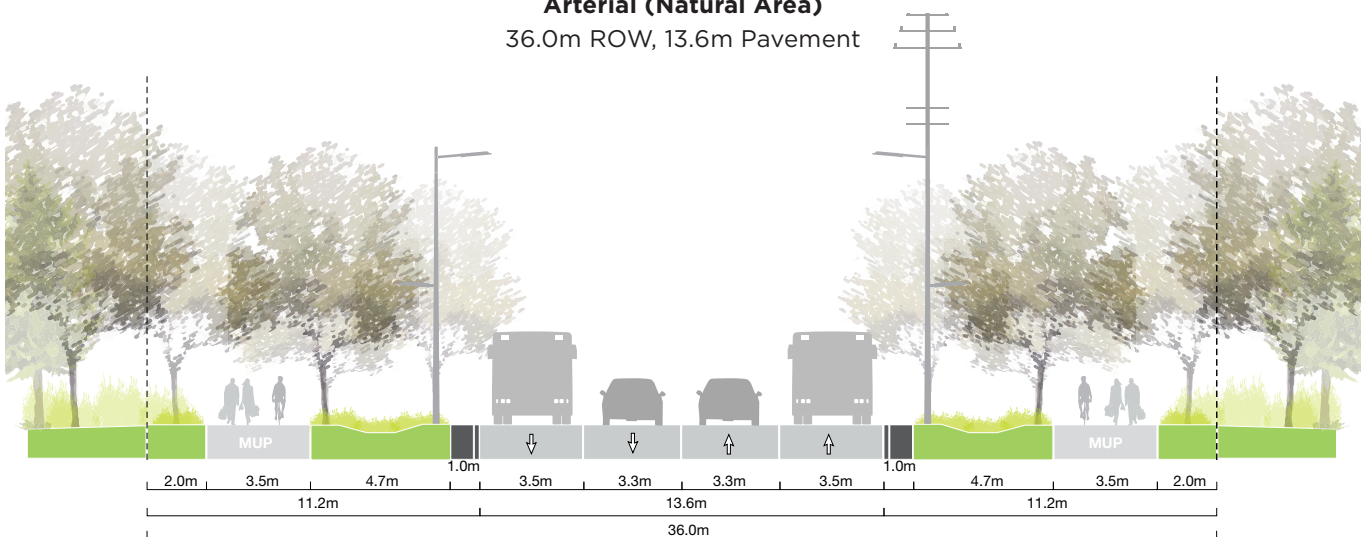 Arterial (Natural Area)
36.0m ROW, 13.6m Pavement
MUP
MUP
1.0m
1.0m
2.0m 3.5m 4.7m 3.5m 3.3m 3.3m 3.5m 4.7m 3.5m 2.0m
11.2m 13.6m 11.2m
36.0m